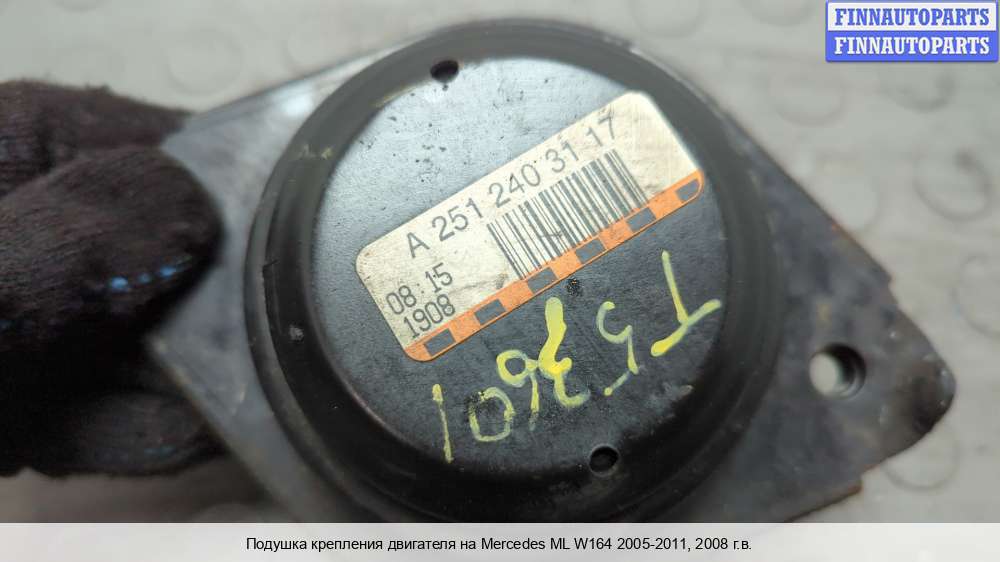 FINNAUTOPARTS
FINNAUTOPARTS
A 251 240 31 17
08:15
1908
Подушка крепления двигателя на Mercedes ML W164 2005-2011, 2008 г.в.